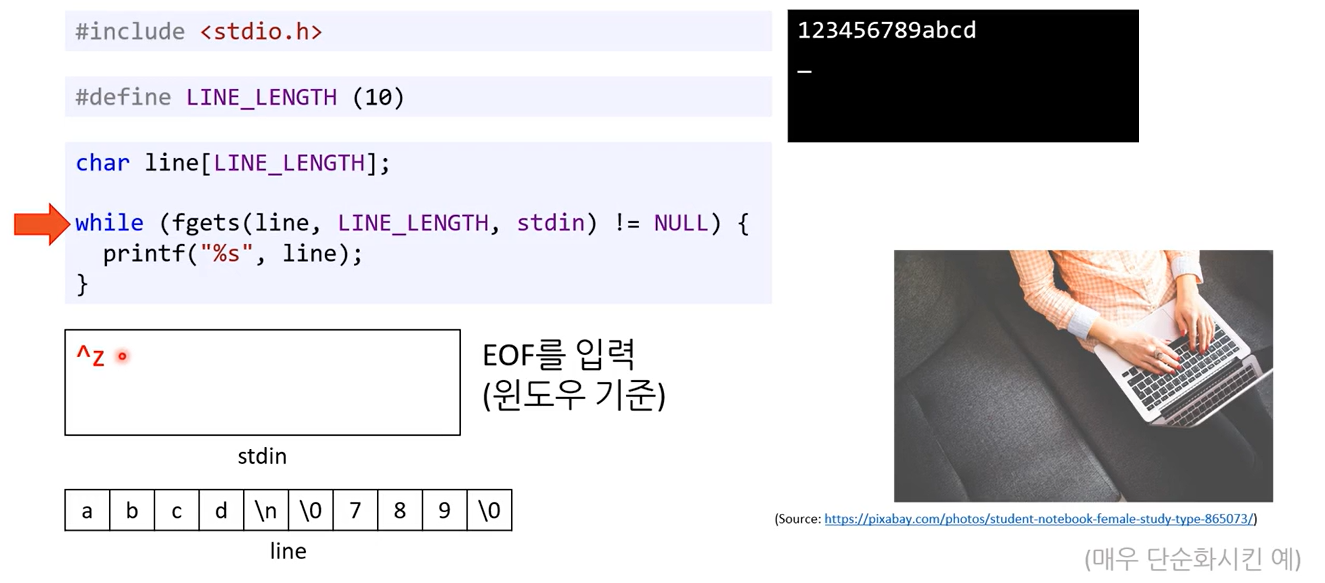 #include <stdio.h>
#define LINE_LENGTH (10)
char line[LINE_LENGTH];
while (fgets(line, LINE_LENGTH, stdin) != NULL) {
printf("%s", line);
}
123456789abcd
_
^z
EOF를 입력
(윈도우 기준)
stdin
a b c d \n \0 7 8 9 \0
line
(Source: https://pixabay.com/photos/student-notebook-female-study-type-865073/)
(매우 단순화시킨 예)